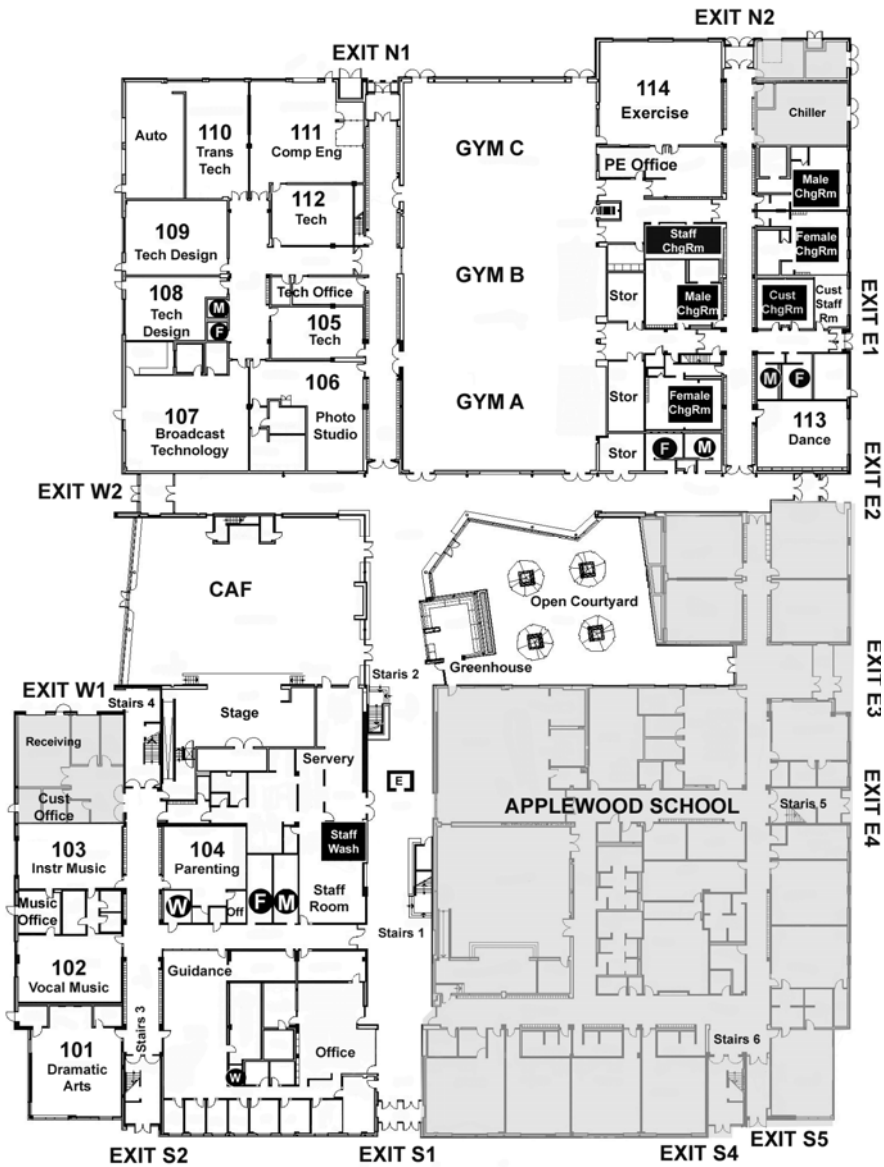 EXIT N2
EXIT N1
114
Exercise
Chiller
Auto
110
Trans
Tech
111
Comp Eng
GYM C
PE Office
Male
ChgRm
112
Tech
109
Tech Design
Staff
ChgRm
Female
ChgRm
GYM B
Tech Office
108
Tech
Design
M
F
105
Tech
Stor
Male
ChgRm
Cust
ChgRm
Cust
Staff
Rm
EXIT E1
106
Photo
Studio
107
Broadcast
Technology
GYM A
Stor
Female
ChgRm
M
F
113
Dance
Stor
F
M
EXIT W2
EXIT E2
CAF
Open Courtyard
Greenhouse
EXIT E3
Staris 2
EXIT W1
Stairs 4
Stage
Receiving
Servery
E
Cust
Office
APPLEWOOD SCHOOL
Staris 5
EXIT E4
103
Instr Music
104
Parenting
Staff
Wash
Music
Office
W
Off
F
M
Staff
Room
Stairs 1
102
Vocal Music
Guidance
Stairs 3
101
Dramatic
Arts
Office
W
Stairs 6
EXIT S2
EXIT S1
EXIT S4
EXIT S5